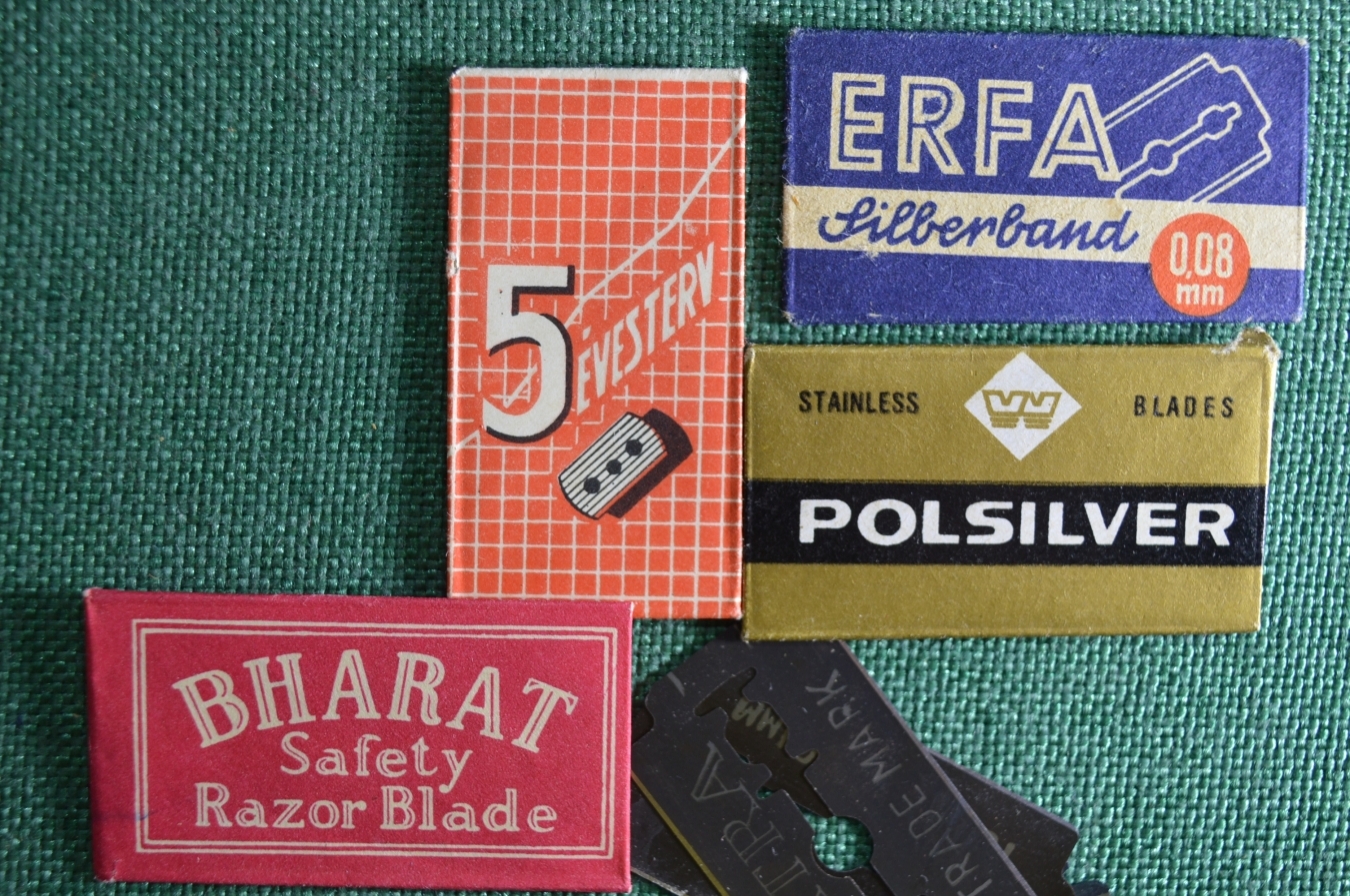 ERFA
Silberband
0,08
mm
5
ÉVESTERV
STAINLESS
BLADES
POLSILVER
BHARAT
Safety
Razor Blade
TRADE MARK